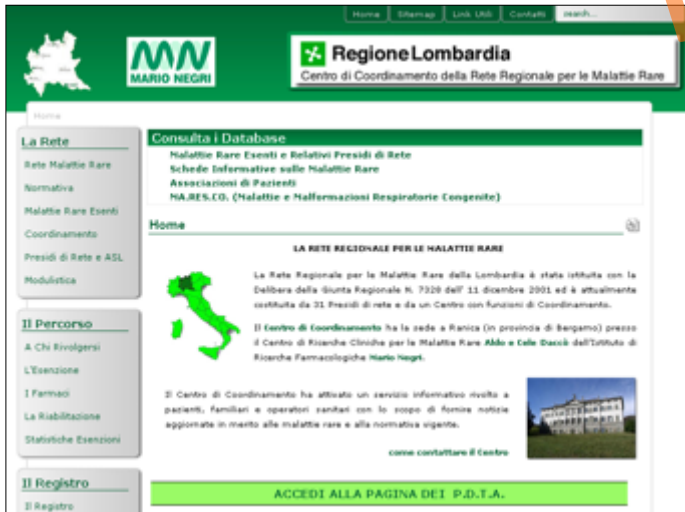 Home Sitemap Link Utili Contatti search...
MN
MARIO NEGRI
RegioneLombardia
Centro di Coordinamento della Rete Regionale per le Malattie Rare
Home
La Rete
Rete Malattie Rare
Normativa
Malattie Rare Esenti
Coordinamento
Presidi di Rete e ASL
Modulistica
Il Percorso
A Chi Rivolgersi
L'Esenzione
I Farmaci
La Riabilitazione
Statistiche Esenzioni
Il Registro
Il Registro
Consulta i Database
Malattie Rare Esenti e Relativi Presidi di Rete
Schede Informative sulle Malattie Rare
Associazioni di Pazienti
MA.RES.CO. (Malattie e Malformazioni Respiratorie Congenite)
Home
LA RETE REGIONALE PER LE MALATTIE RARE
La Rete Regionale per le Malattie Rare della Lombardia è stata istituita con la
Delibera della Giunta Regionale N. 7328 dell' 11 dicembre 2001 ed è attualmente
costituita da 31 Presidi di rete e da un Centro con funzioni di Coordinamento.
Il Centro di Coordinamento ha la sede a Ranica (in provincia di Bergamo) presso
il Centro di Ricerche Cliniche per le Malattie Rare Aldo e Cele Daccò dell'Istituto di
Ricerche Farmacologiche Mario Negri.
Il Centro di Coordinamento ha attivato un servizio informativo rivolto a
pazienti, familiari e operatori sanitari con lo scopo di fornire notizie
aggiornate in merito alle malattie rare e alla normativa vigente.
come contattare il Centro
ACCEDI ALLA PAGINA DEI P.D.T.A.